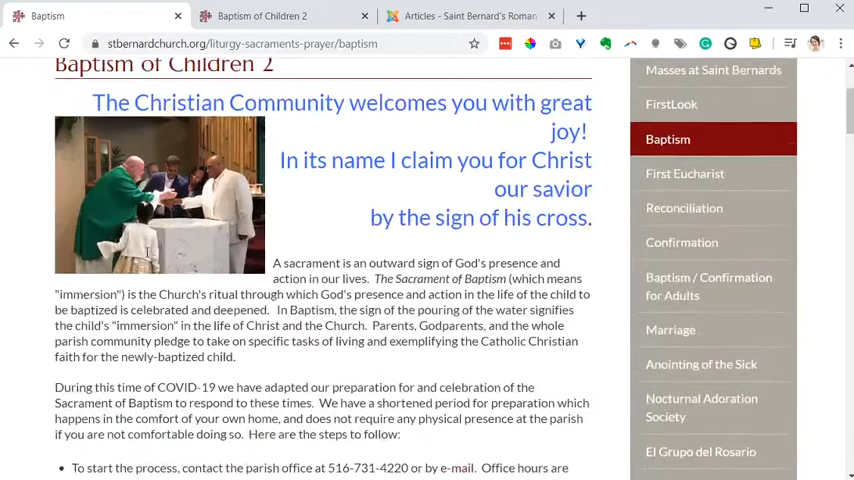 Baptism
Baptism of Children 2
Articles - Saint Bernard's Roman
stbernardchurch.org/liturgy-sacraments-prayer/baptism
Baptism of Children 2
The Christian Community welcomes you with great
joy!
In its name I claim you for Christ
our savior
by the sign of his cross.
A sacrament is an outward sign of God's presence and
action in our lives. The Sacrament of Baptism (which means
"immersion") is the Church's ritual through which God's presence and action in the life of the child to
be baptized is celebrated and deepened. In Baptism, the sign of the pouring of the water signifies
the child's "immersion" in the life of Christ and the Church. Parents, Godparents, and the whole
parish community pledge to take on specific tasks of living and exemplifying the Catholic Christian
faith for the newly-baptized child.
During this time of COVID-19 we have adapted our preparation for and celebration of the
Sacrament of Baptism to respond to these times. We have a shortened period for preparation which
happens in the comfort of your own home, and does not require any physical presence at the parish
if you are not comfortable doing so. Here are the steps to follow:
• To start the process, contact the parish office at 516-731-4220 or by e-mail. Office hours are
Masses at Saint Bernards
FirstLook
Baptism
First Eucharist
Reconciliation
Confirmation
Baptism / Confirmation
for Adults
Marriage
Anointing of the Sick
Nocturnal Adoration
Society
El Grupo del Rosario